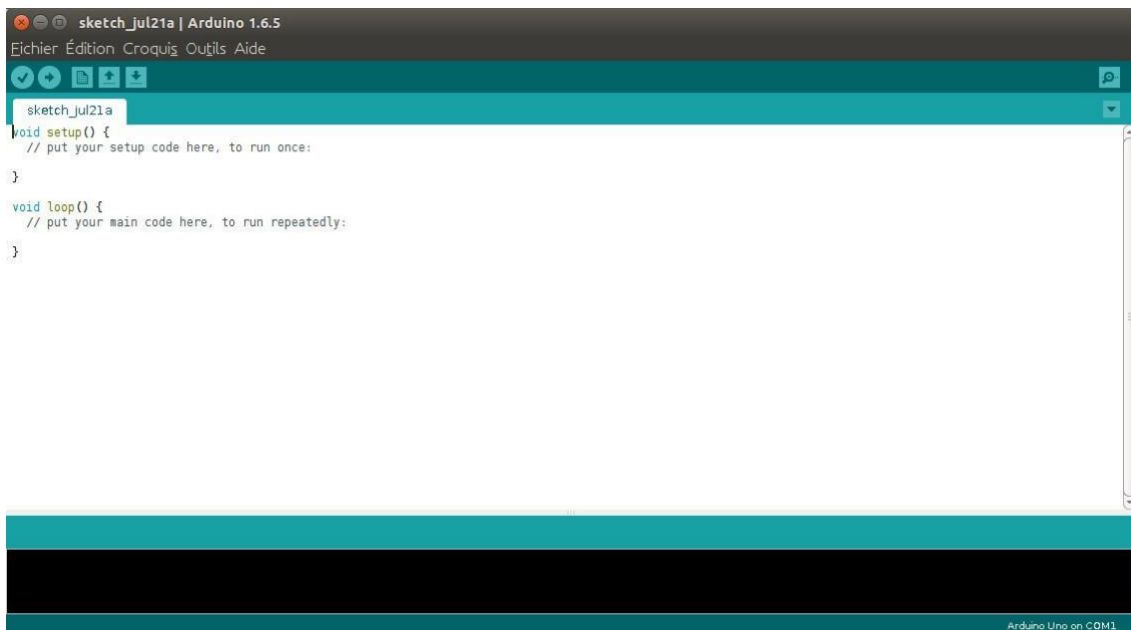 sketch_jul21a | Arduino 1.6.5
Fichier Édition Croquis Outils Aide
sketch_jul21a
void setup() {
// put your setup code here, to run once:
}
void loop() {
// put your main code here, to run repeatedly:
}
Arduino Uno on COM1